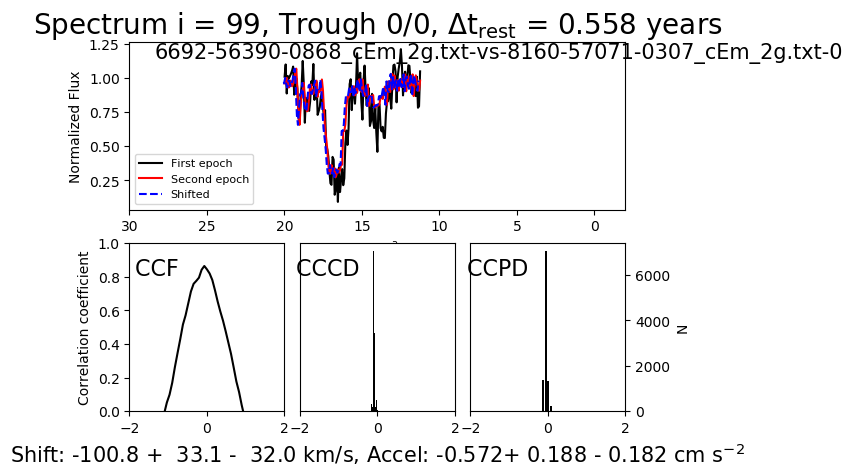 Spectrum i = 99, Trough 0/0, Δt_rest = 0.558 years
6692-56390-0868_cEm_2g.txt-vs-8160-57071-0307_cEm_2g.txt-0
Normalized Flux
1.25
1.00
0.75
0.50
0.25
First epoch
Second epoch
Shifted
30 25 20 15 10 5 0
Correlation coefficient
1.0
0.8
0.6
0.4
0.2
0.0
CCF
CCCD
CCPD
6000
4000
2000
0
N
−2 0 2
−2 0 2
−2 0 2
Shift: -100.8 + 33.1 - 32.0 km/s, Accel: -0.572+ 0.188 - 0.182 cm s⁻²